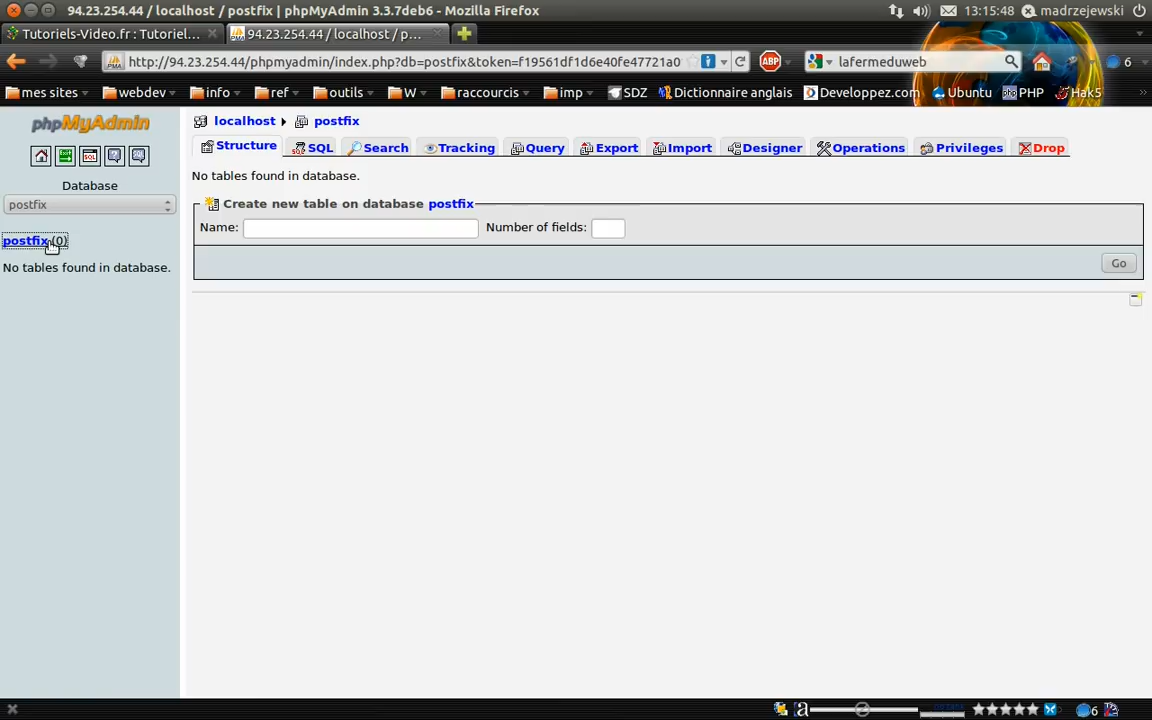 94.23.254.44 / localhost / postfix | phpMyAdmin 3.3.7deb6 - Mozilla Firefox
13:15:48
madrzejewski
Tutoriels-Video.fr : Tutoriel...
94.23.254.44 / localhost / p...
http://94.23.254.44/phpmyadmin/index.php?db=postfix&token=f19561df1d6e40fe47721a0
ABP
lafermeduweb
6
mes sites
webdev
info
ref
outils
W
raccourcis
imp
SDZ
Dictionnaire anglais
Developpez.com
Ubuntu
PHP
Hak5
phpMyAdmin
Database
postfix
postfix (0)
No tables found in database.
localhost
postfix
Structure
SQL
Search
Tracking
Query
Export
Import
Designer
Operations
Privileges
Drop
No tables found in database.
Create new table on database postfix
Name:
Number of fields:
Go
a
6